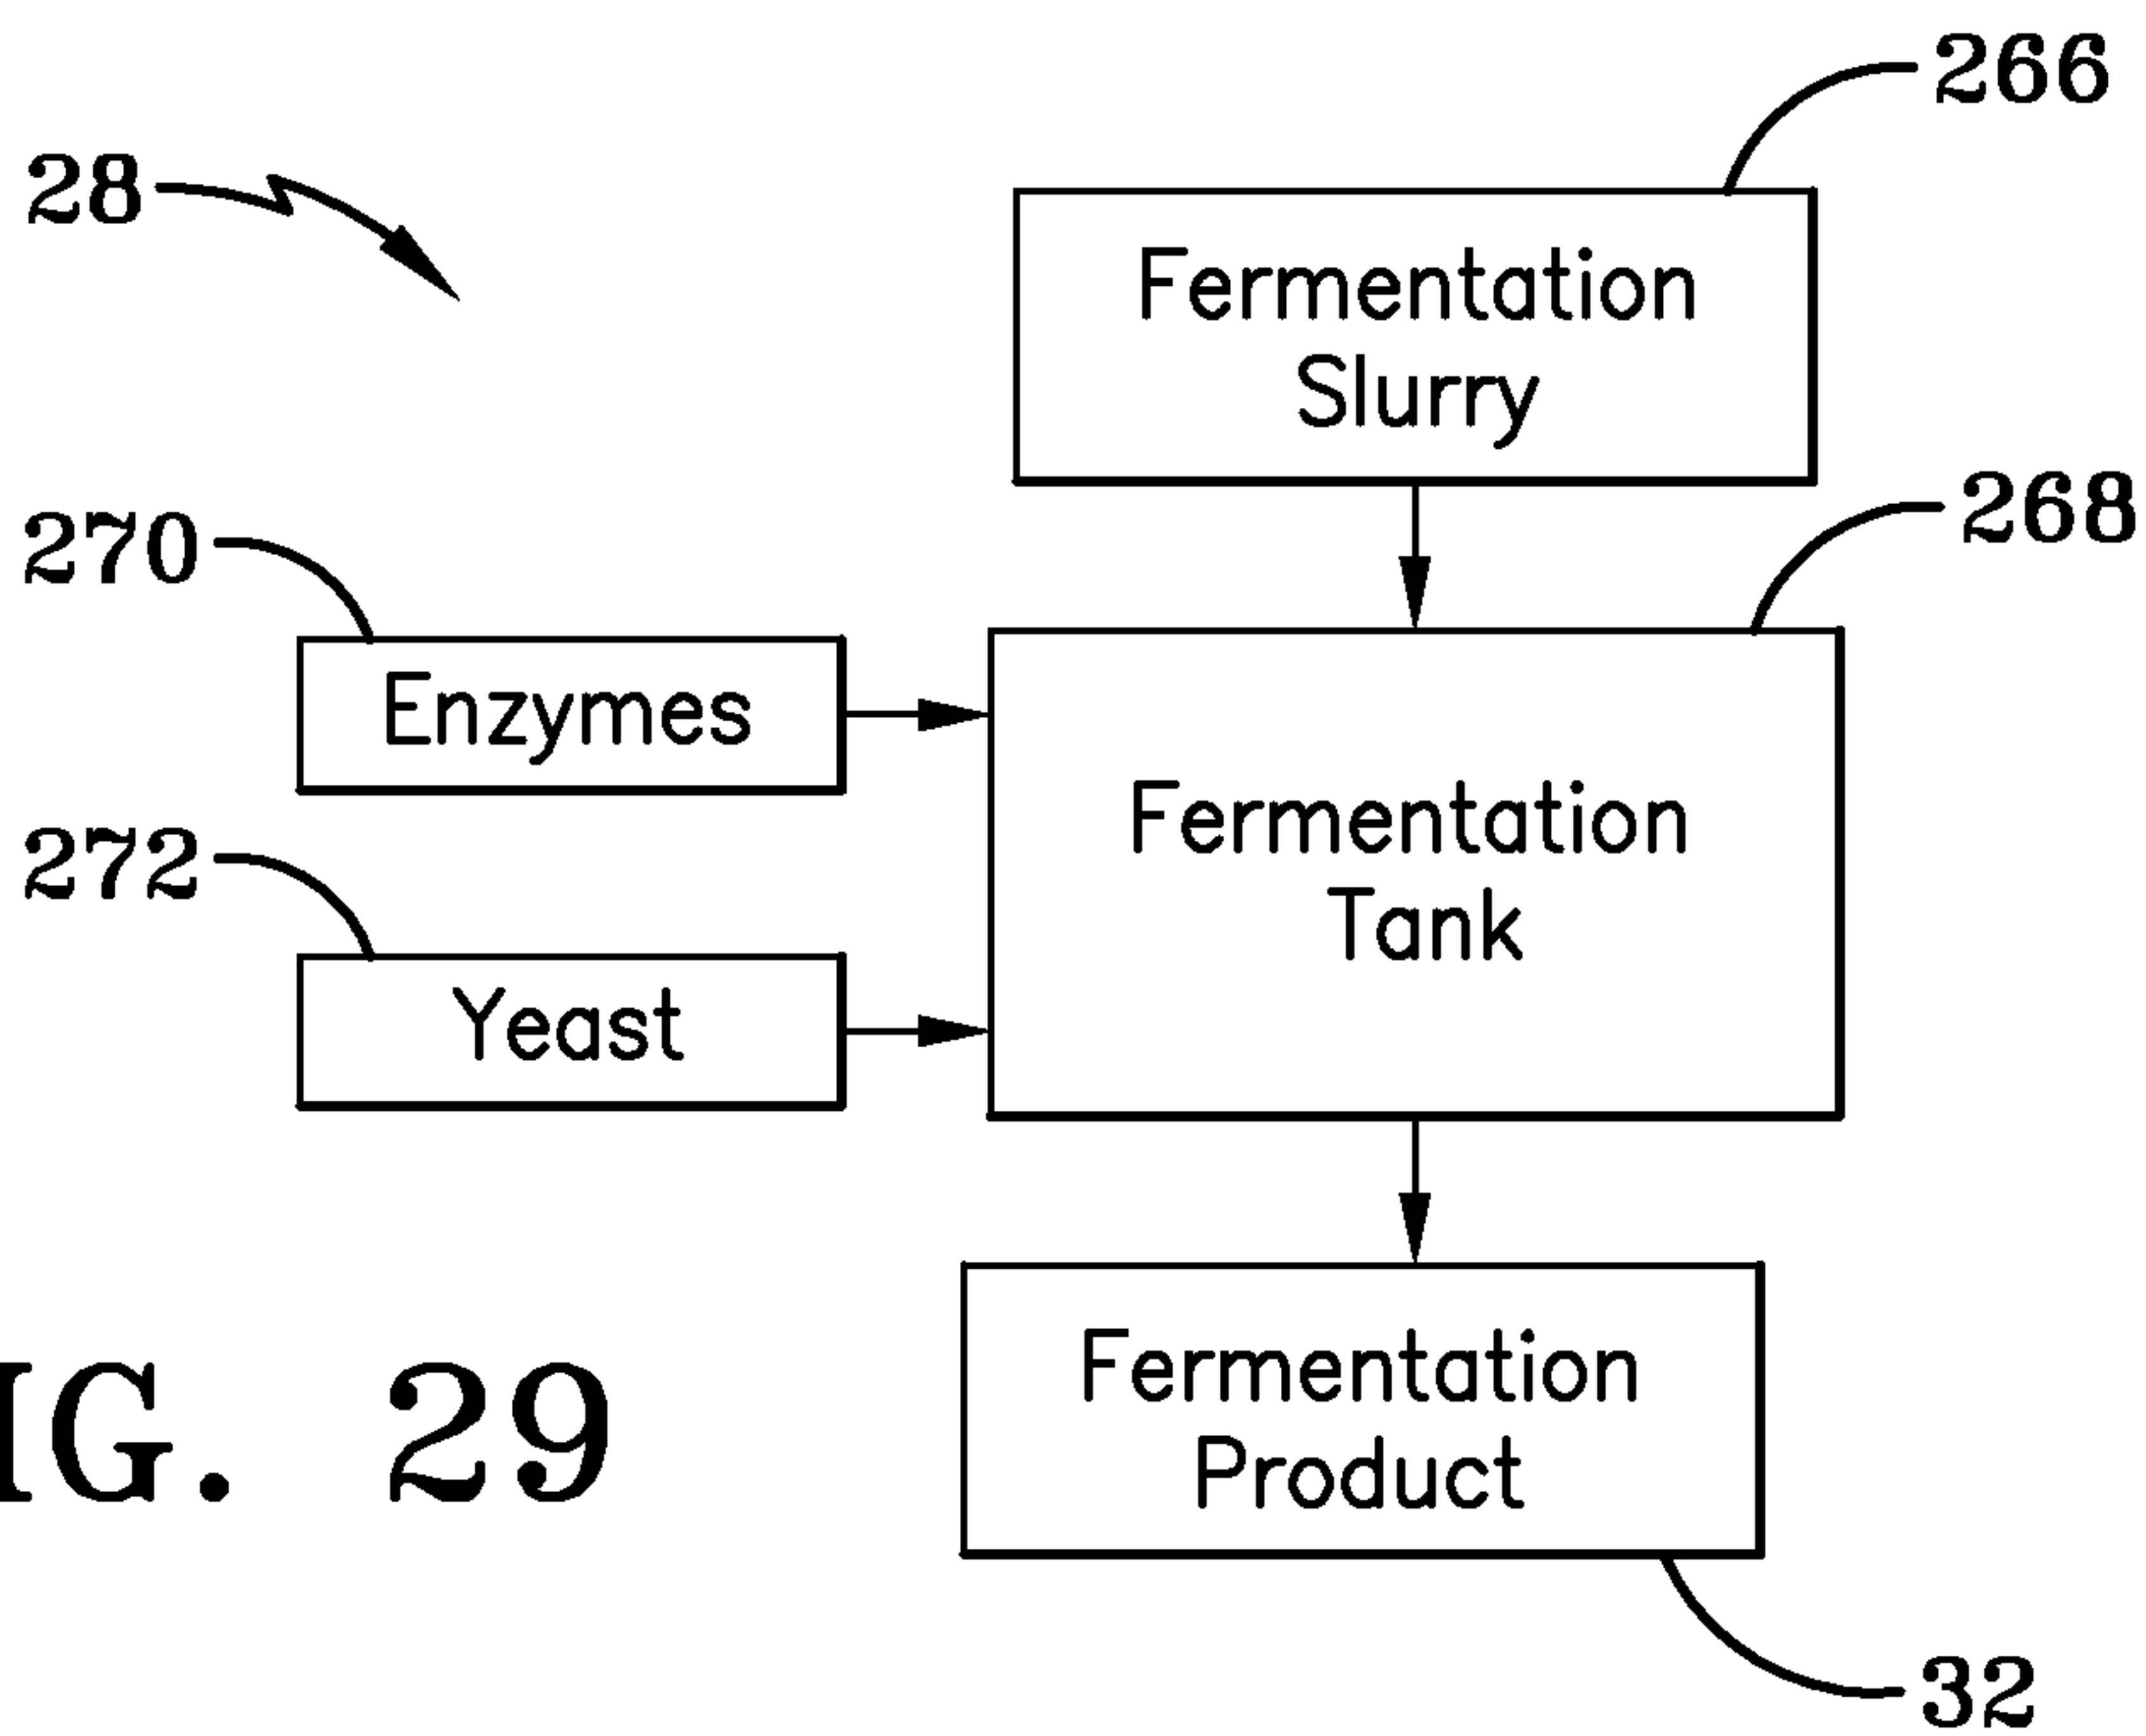 266
28
Fermentation
Slurry
268
270
Enzymes
Fermentation
Tank
272
Yeast
Fermentation
Product
IG. 29
32